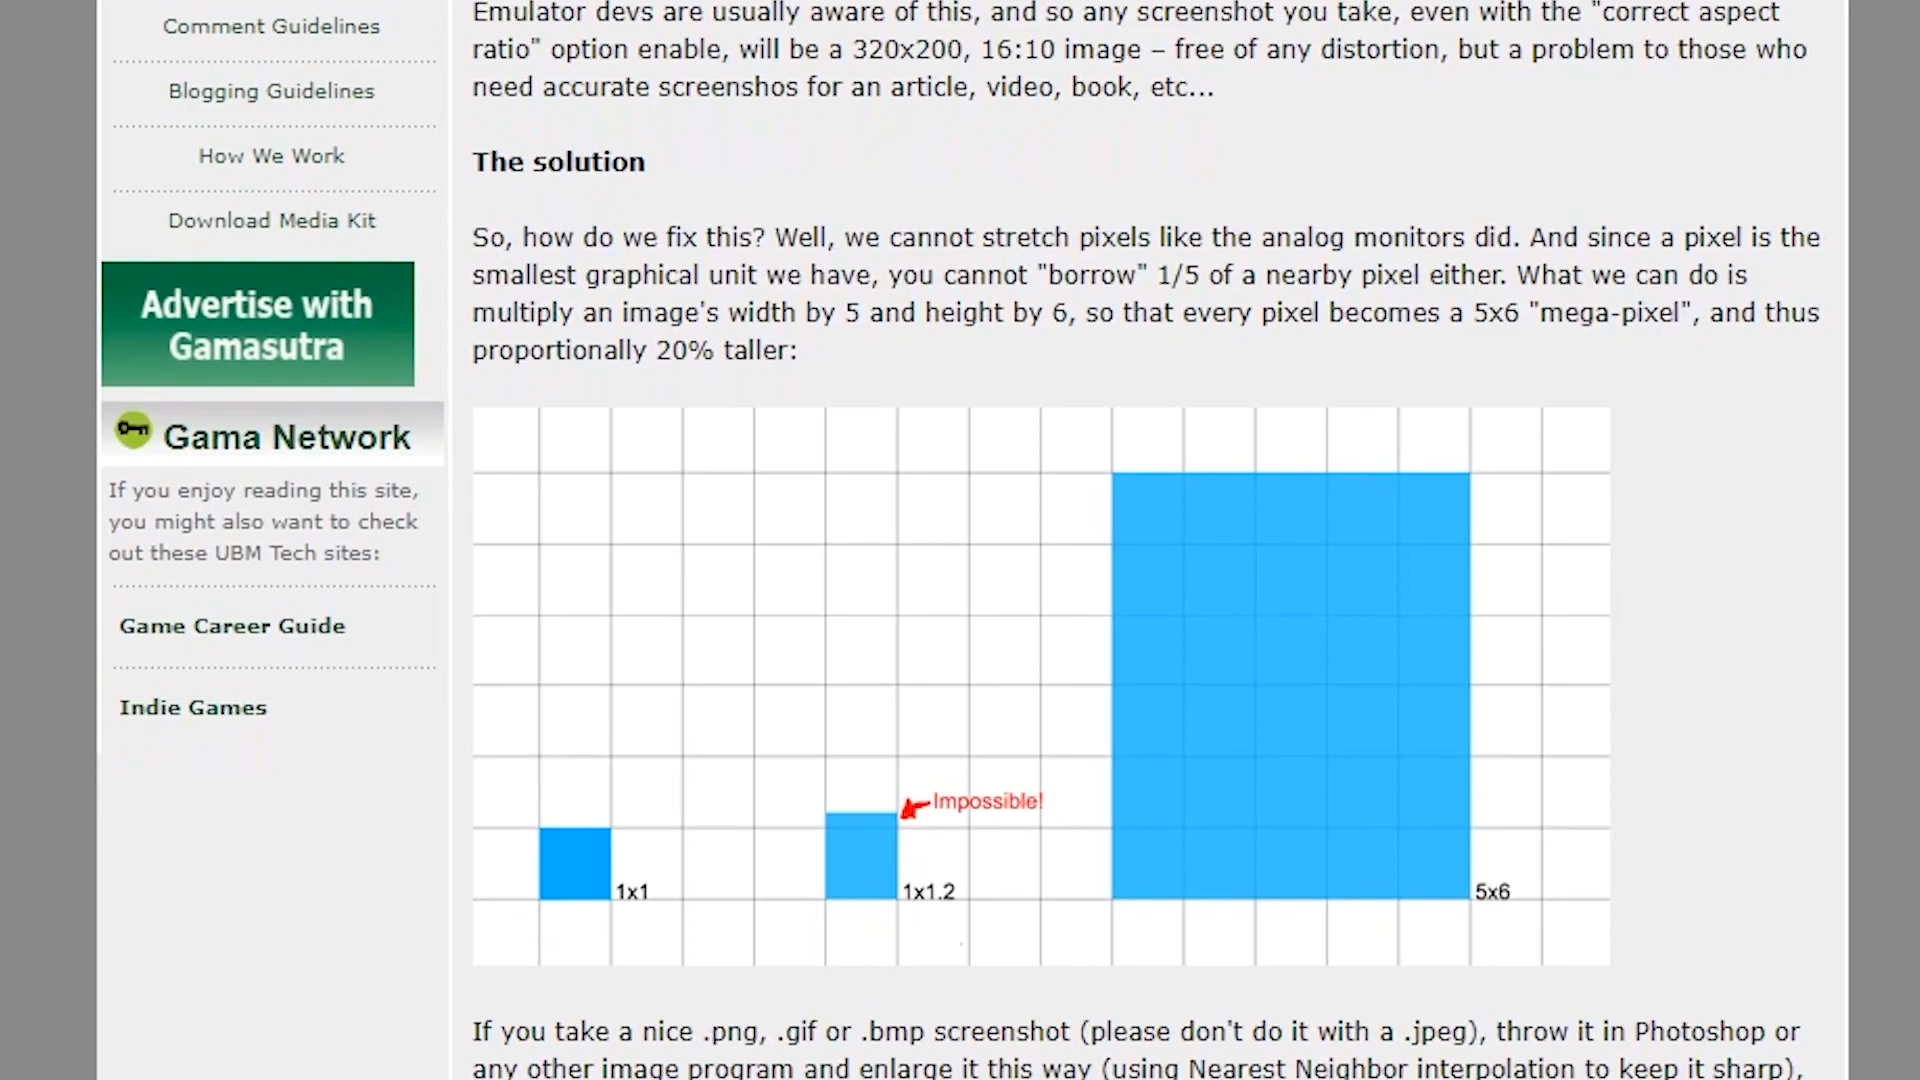 Comment Guidelines
Blogging Guidelines
How We Work
Download Media Kit
Advertise with
Gamasutra
Gama Network
If you enjoy reading this site,
you might also want to check
out these UBM Tech sites:
Game Career Guide
Indie Games
Emulator devs are usually aware of this, and so any screenshot you take, even with the "correct aspect
ratio" option enable, will be a 320x200, 16:10 image – free of any distortion, but a problem to those who
need accurate screenshos for an article, video, book, etc...
The solution
So, how do we fix this? Well, we cannot stretch pixels like the analog monitors did. And since a pixel is the
smallest graphical unit we have, you cannot "borrow" 1/5 of a nearby pixel either. What we can do is
multiply an image's width by 5 and height by 6, so that every pixel becomes a 5x6 "mega-pixel", and thus
proportionally 20% taller:
Impossible!
1x1
1x1.2
5x6
If you take a nice .png, .gif or .bmp screenshot (please don't do it with a .jpeg), throw it in Photoshop or
any other image program and enlarge it this way (using Nearest Neighbor interpolation to keep it sharp),